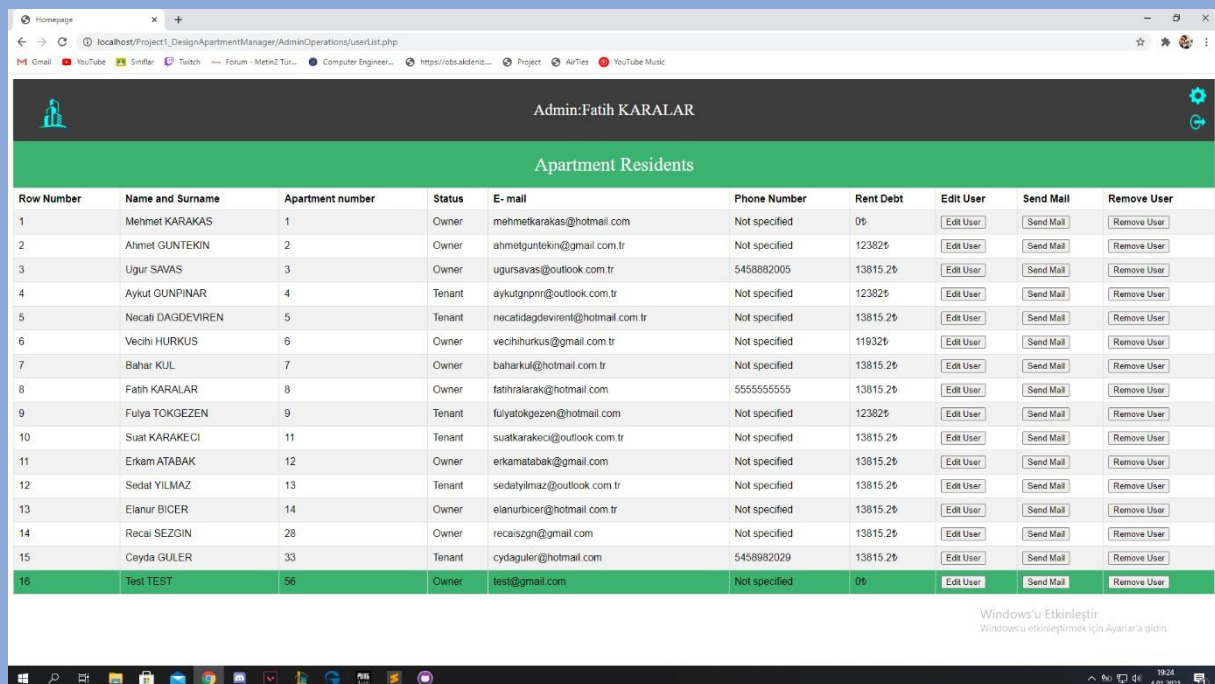 Homepage
localhost/Project1_DesignApartmentManager/AdminOperations/userList.php
Gmail YouTube Sınıflar Twitch Forum - Metin2 Tür... Computer Engineer... https://obs.akdeniz... Project AirTies YouTube Music
Admin:Fatih KARALAR
Apartment Residents
Row Number Name and Surname Apartment number Status E- mail Phone Number Rent Debt Edit User Send Mail Remove User
1 Mehmet KARAKAS 1 Owner mehmetkarakas@hotmail.com Not specified 0₺ Edit User Send Mail Remove User
2 Ahmet GUNTEKIN 2 Owner ahmetguntekin@gmail.com.tr Not specified 12382₺ Edit User Send Mail Remove User
3 Ugur SAVAS 3 Owner ugursavas@outlook.com.tr 5458882005 13815.2₺ Edit User Send Mail Remove User
4 Aykut GUNPINAR 4 Tenant aykutgnpnr@outlook.com.tr Not specified 12382₺ Edit User Send Mail Remove User
5 Necati DAGDEVIREN 5 Tenant necatidagdevirent@hotmail.com.tr Not specified 13815.2₺ Edit User Send Mail Remove User
6 Vecihi HURKUS 6 Owner vecihihurkus@gmail.com.tr Not specified 11932₺ Edit User Send Mail Remove User
7 Bahar KUL 7 Owner baharkul@hotmail.com Not specified 13815.2₺ Edit User Send Mail Remove User
8 Fatih KARALAR 8 Owner fatihralarak@hotmail.com 5555555555 13815.2₺ Edit User Send Mail Remove User
9 Fulya TOKGEZEN 9 Tenant fulyatokgezen@hotmail.com Not specified 12382₺ Edit User Send Mail Remove User
10 Suat KARAKECI 11 Tenant suatkarakeci@outlook.com.tr Not specified 13815.2₺ Edit User Send Mail Remove User
11 Erkam ATABAK 12 Owner erkamatabak@gmail.com Not specified 13815.2₺ Edit User Send Mail Remove User
12 Sedat YILMAZ 13 Tenant sedatyilmaz@outlook.com.tr Not specified 13815.2₺ Edit User Send Mail Remove User
13 Elanur BICER 14 Owner elanurbicer@hotmail.com.tr Not specified 13815.2₺ Edit User Send Mail Remove User
14 Recai SEZGIN 28 Owner recaiszgn@gmail.com Not specified 13815.2₺ Edit User Send Mail Remove User
15 Ceyda GULER 33 Tenant cydaguler@hotmail.com 5458982029 13815.2₺ Edit User Send Mail Remove User
16 Test TEST 56 Owner test@gmail.com Not specified 0₺ Edit User Send Mail Remove User
Windows'u Etkinleştir
Windows'u etkinleştirmek için Ayarlar'a gidin.
19:24
4.01.2021